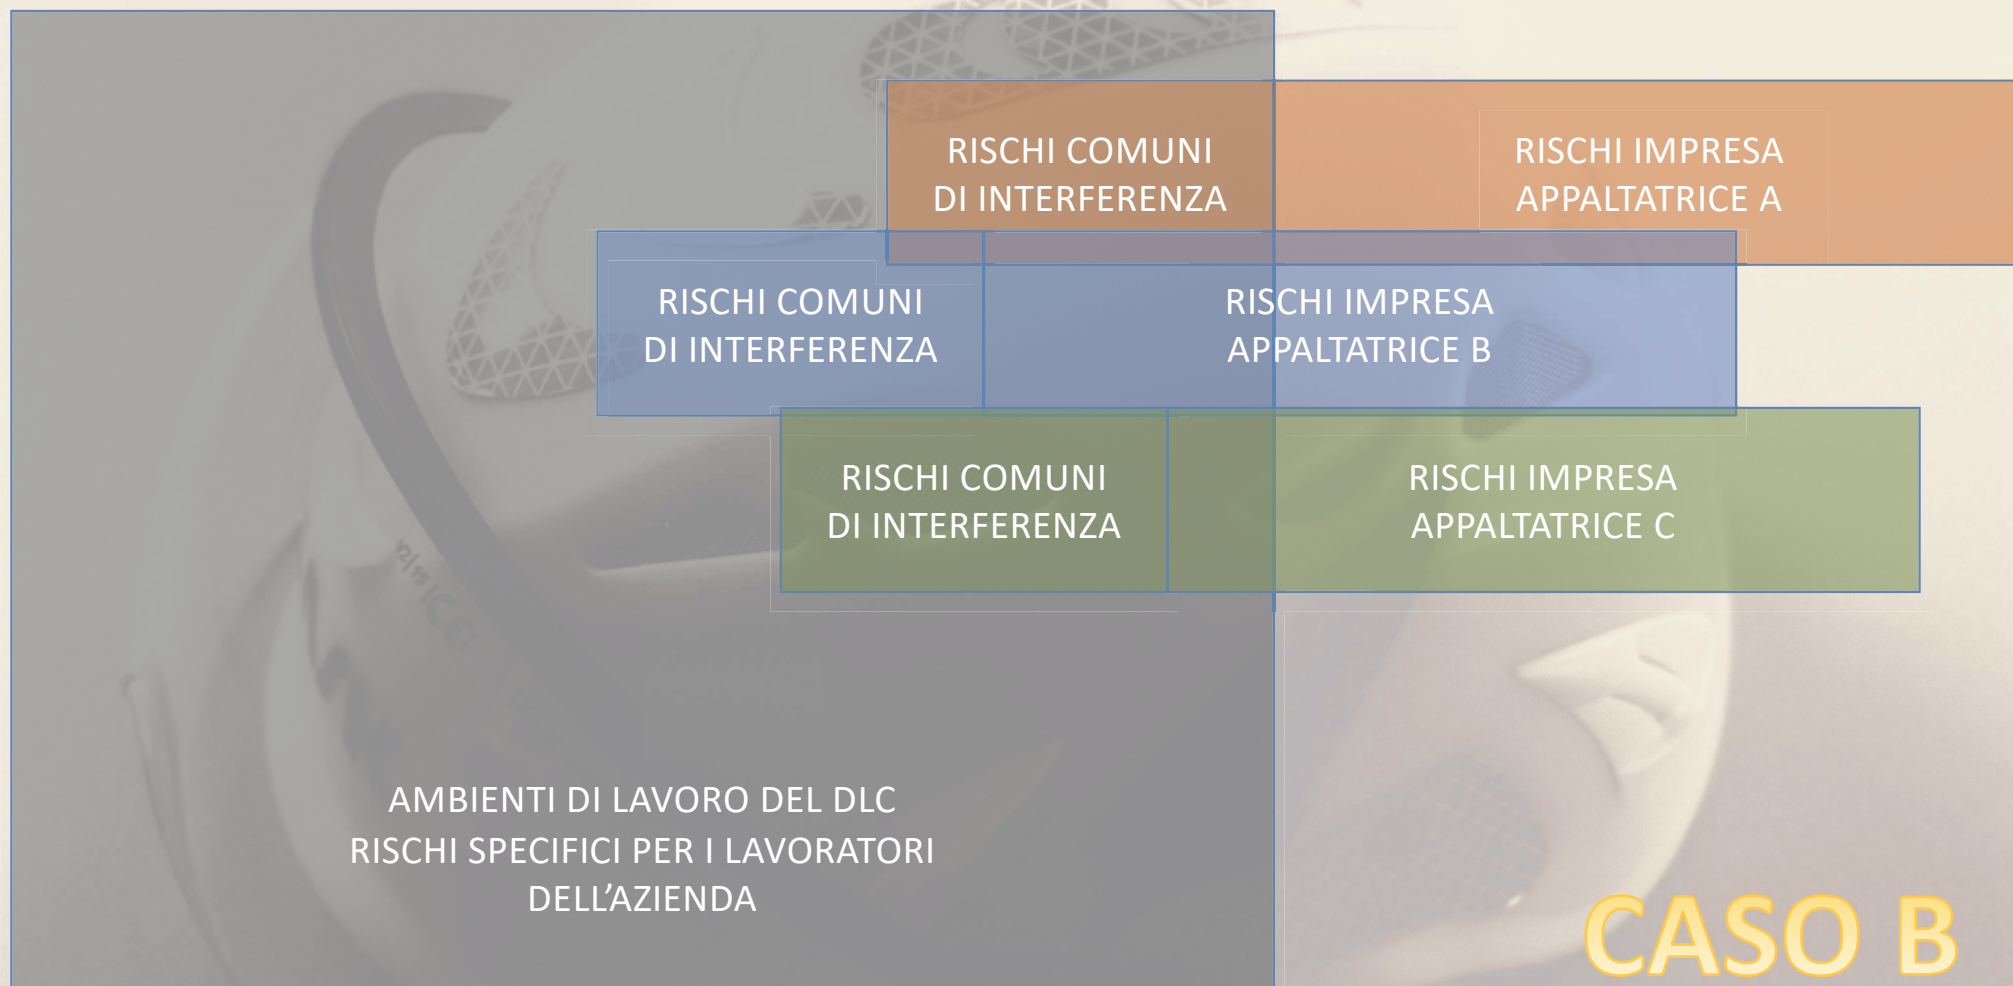 RISCHI COMUNI
DI INTERFERENZA
RISCHI IMPRESA
APPALTATRICE A
RISCHI COMUNI
DI INTERFERENZA
RISCHI IMPRESA
APPALTATRICE B
RISCHI COMUNI
DI INTERFERENZA
RISCHI IMPRESA
APPALTATRICE C
AMBIENTI DI LAVORO DEL DLC
RISCHI SPECIFICI PER I LAVORATORI
DELL'AZIENDA
CASO B